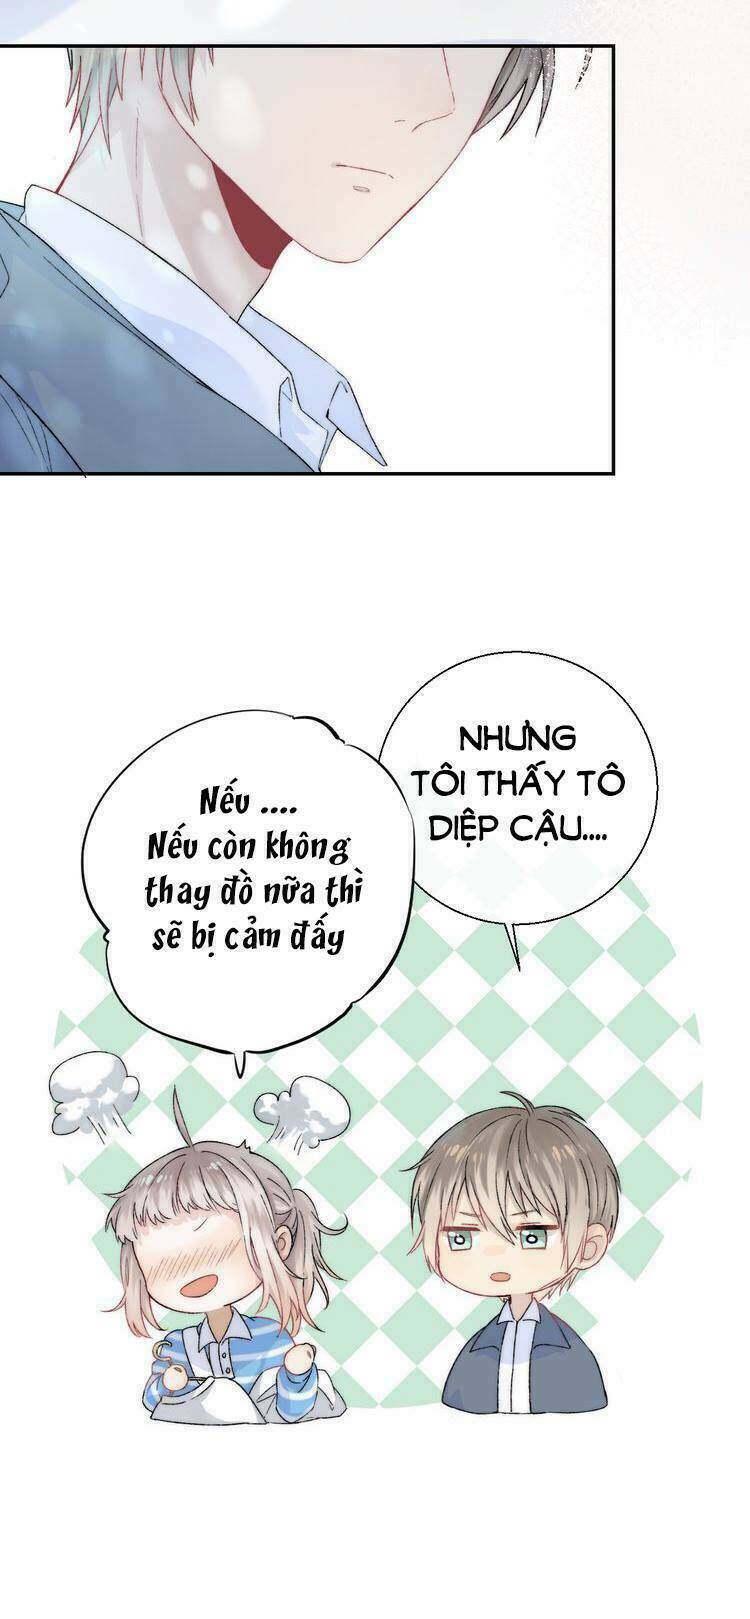 NHƯNG
TÔI THẤY TÔ
DIỆP CẬU....
Nếu ....
Nếu còn không
thay đồ nữa thì
sẽ bị cảm đấy